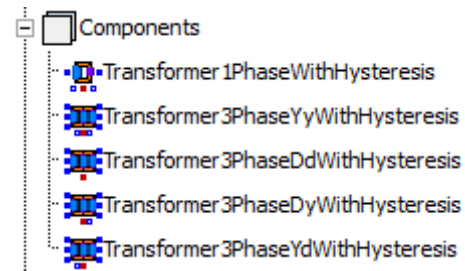 Components
Transformer1PhaseWithHysteresis
Transformer3PhaseYyWithHysteresis
Transformer3PhaseDdWithHysteresis
Transformer3PhaseDyWithHysteresis
Transformer3PhaseYdWithHysteresis